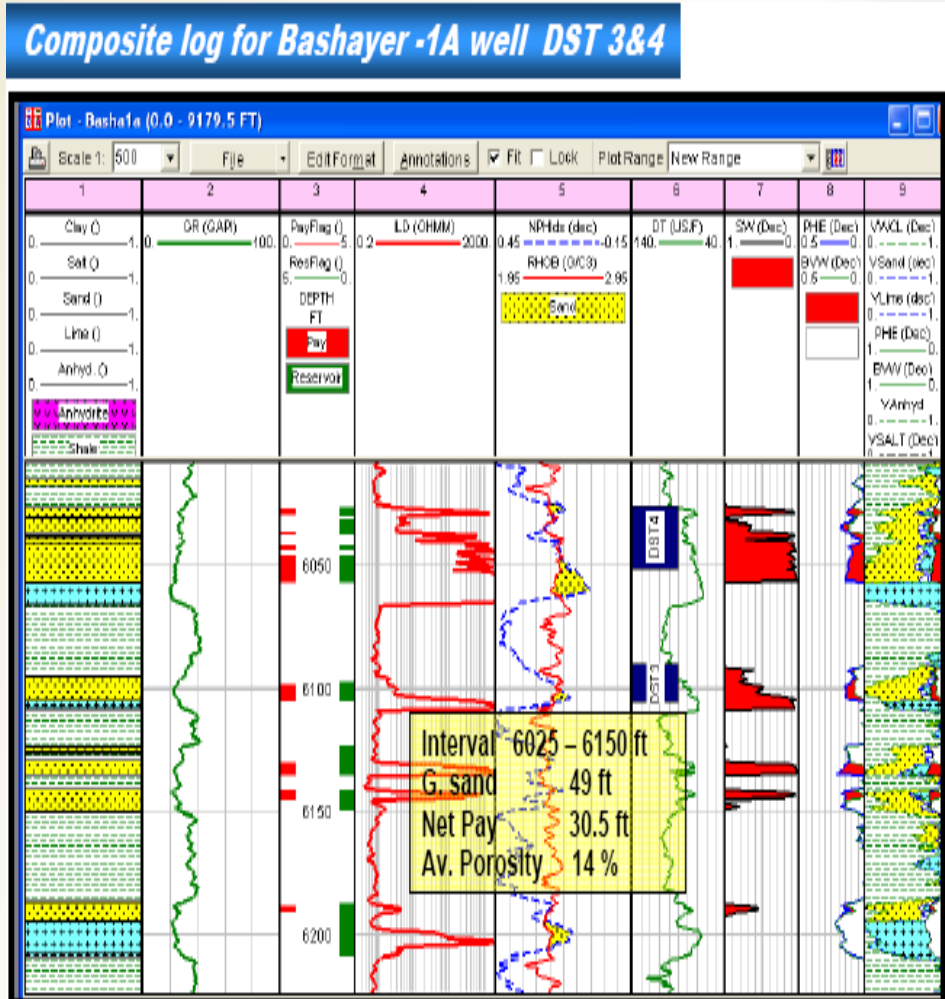 Composite log for Bashayer -1A well DST 3&4
Plot - Basha1a (0.0 - 9179.5 FT)
Scale 1: 500 File EditFormat Annotations Fit Lock Plot Range New Range
1 2 3 4 5 6 7 8 9
Clay ()
0. 1.
Salt ()
0. 1.
Sand ()
0. 1.
Lime ()
0. 1.
Anhyd. ()
0. 1.
Anhydrite
Shale
GR (GAPI)
0. 100.
PayFlag ()
0. 5.
ResFlag ()
5. 0.
DEPTH
FT
Pay
Reservoir
LLD (OHMM)
0.2 2000.
NPHIds (dec)
0.45 -0.15
RHOB (G/C3)
1.95 2.95
Sand
DT (US/F)
140. 40.
SW (Dec)
1. 0.
PHIE (Dec)
0.5 0.
BVW (Dec)
0.5 0.
VWCL (Dec)
0. 1.
VSand (dec)
0. 1.
VLime (dec)
0. 1.
PHIE (Dec)
1. 0.
BVW (Dec)
1. 0.
VAnhyd
0. 1.
VSALT (Dec)
0. 1.
DST4
6050
DST3
6100
Interval 6025 – 6150 ft
G. sand 49 ft
Net Pay 30.5 ft
Av. Porosity 14 %
6150
6200